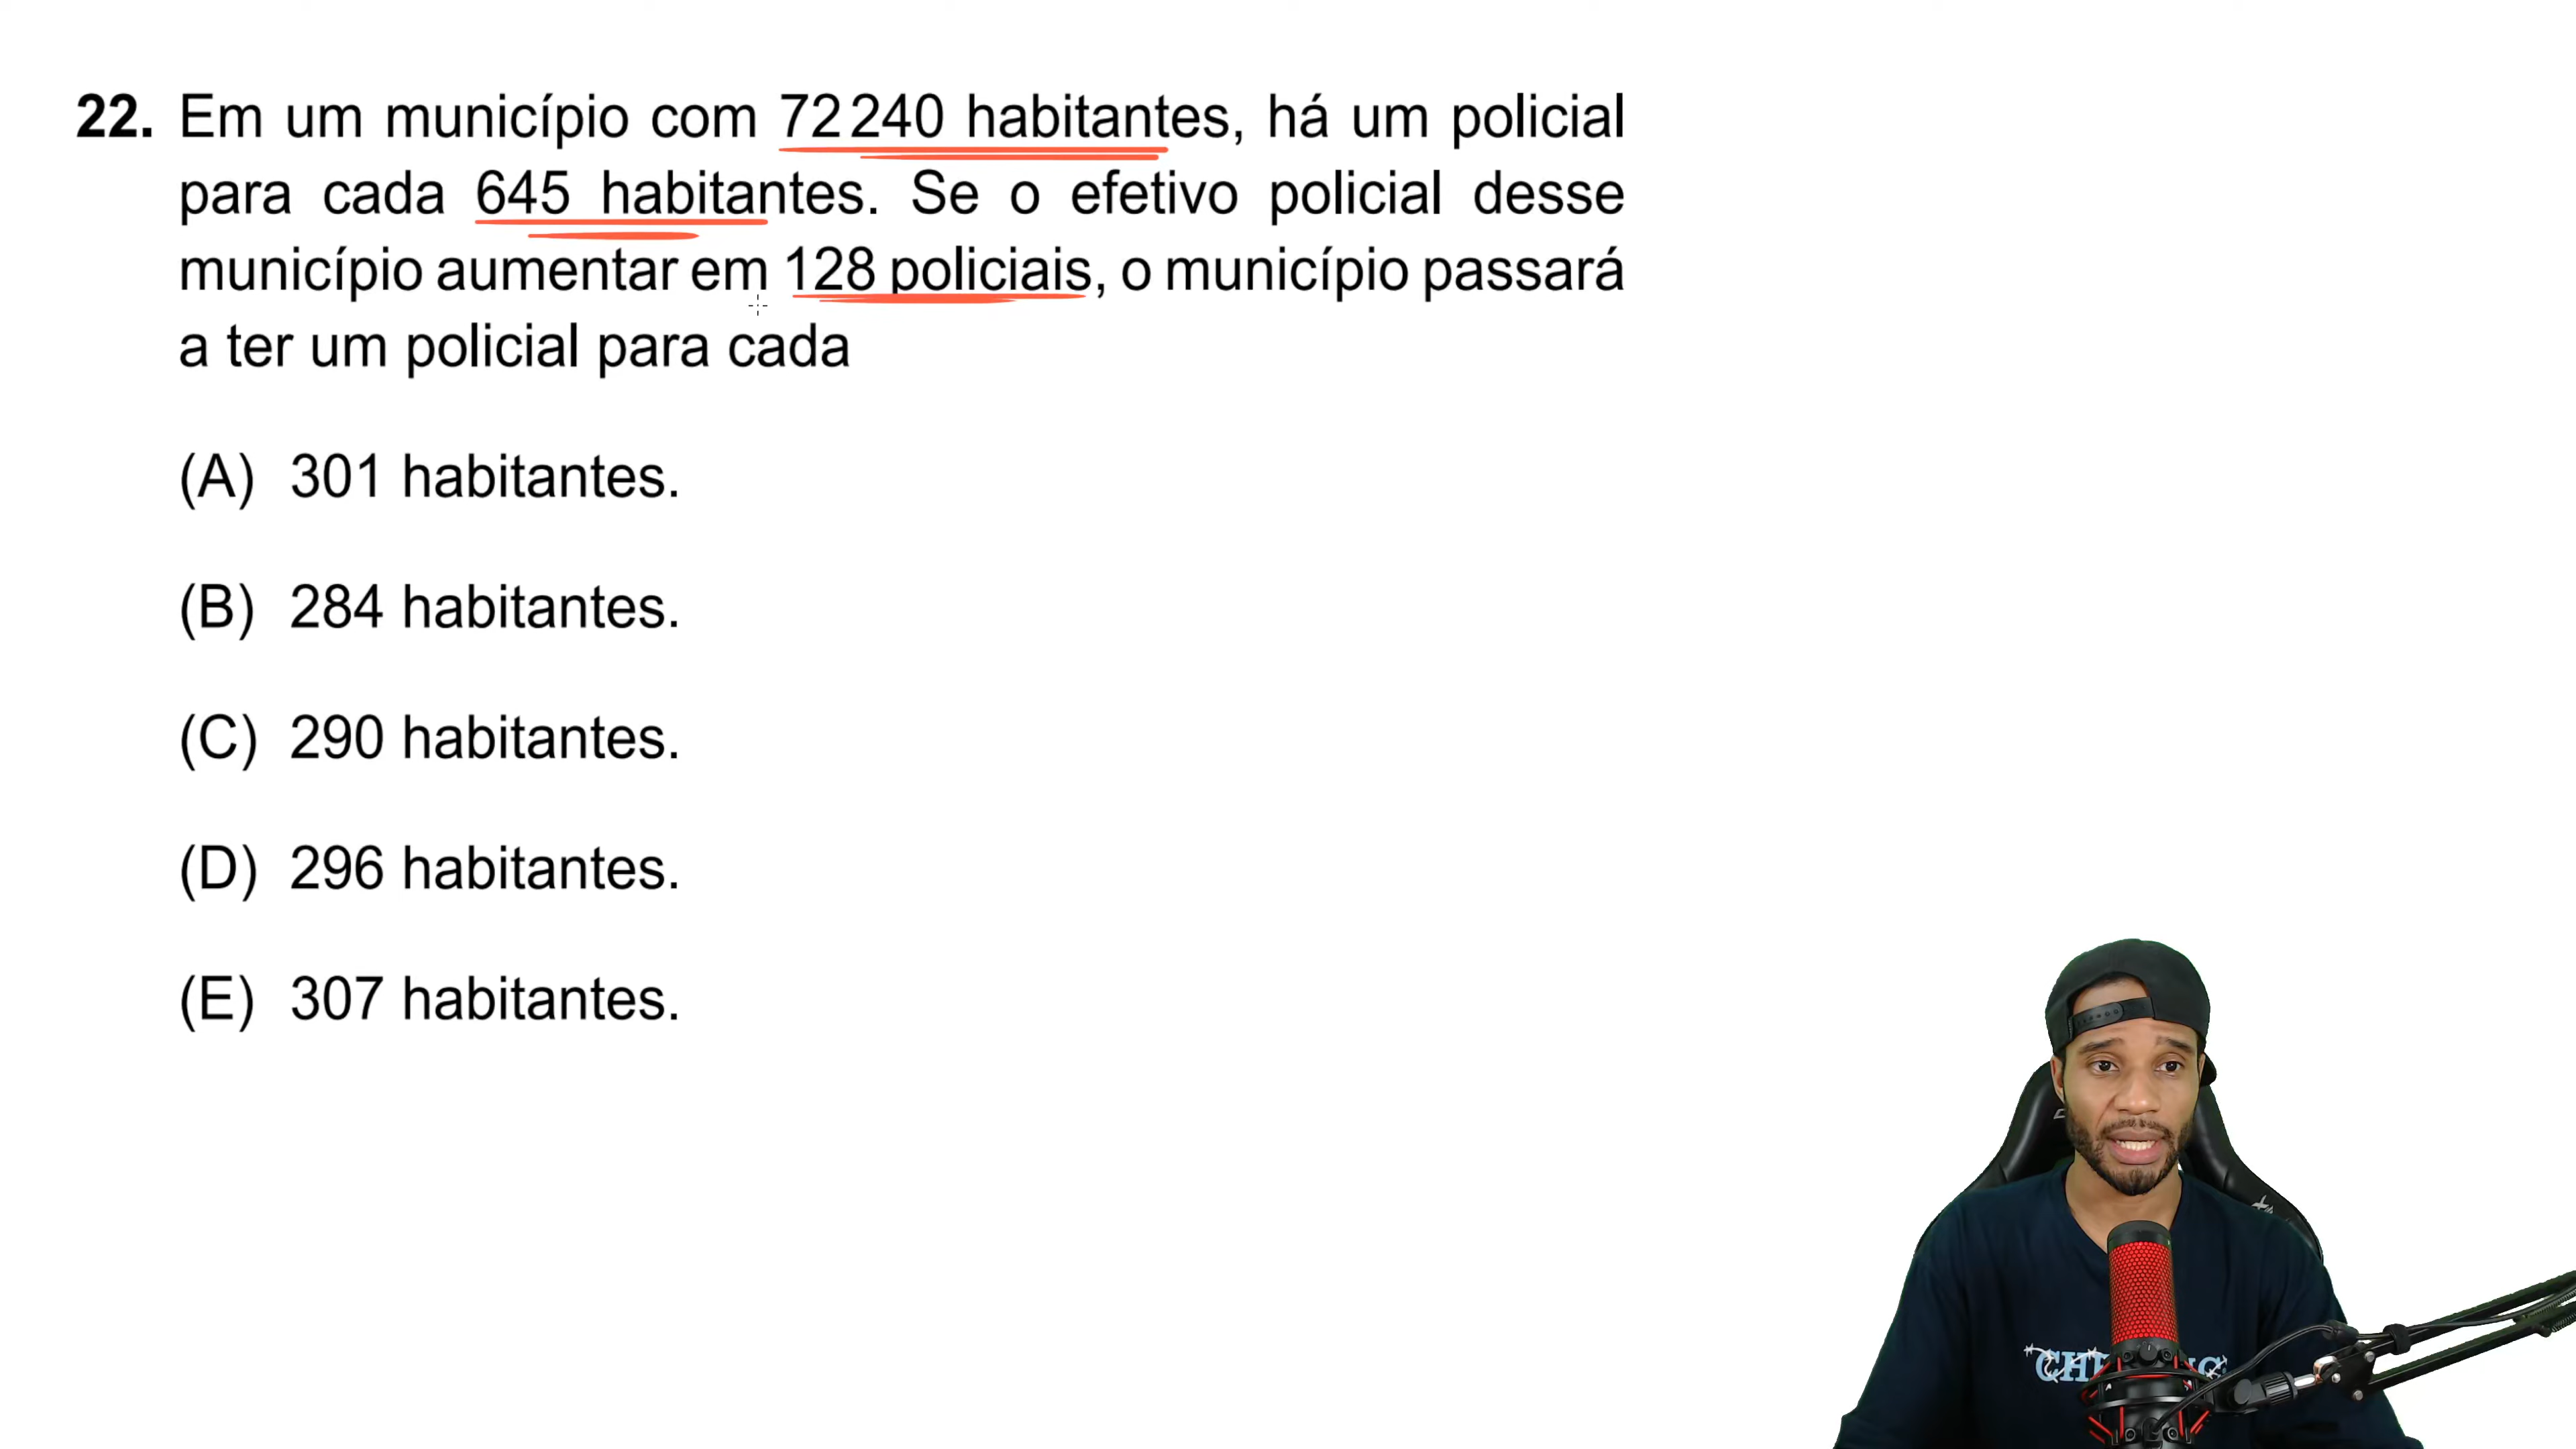 22. Em um município com 72 240 habitantes, há um policial
para cada 645 habitantes. Se o efetivo policial desse
município aumentar em 128 policiais, o município passará
a ter um policial para cada
(A) 301 habitantes.
(B) 284 habitantes.
(C) 290 habitantes.
(D) 296 habitantes.
(E) 307 habitantes.